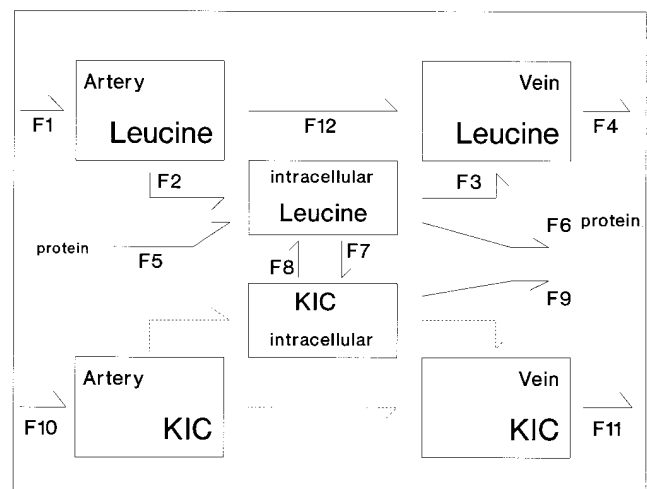 Artery
Leucine
Vein
Leucine
F1
F12
F4
F2
intracellular
Leucine
F3
protein
F5
F6 protein
F8
F7
KIC
intracellular
F9
Artery
KIC
Vein
KIC
F10
F11